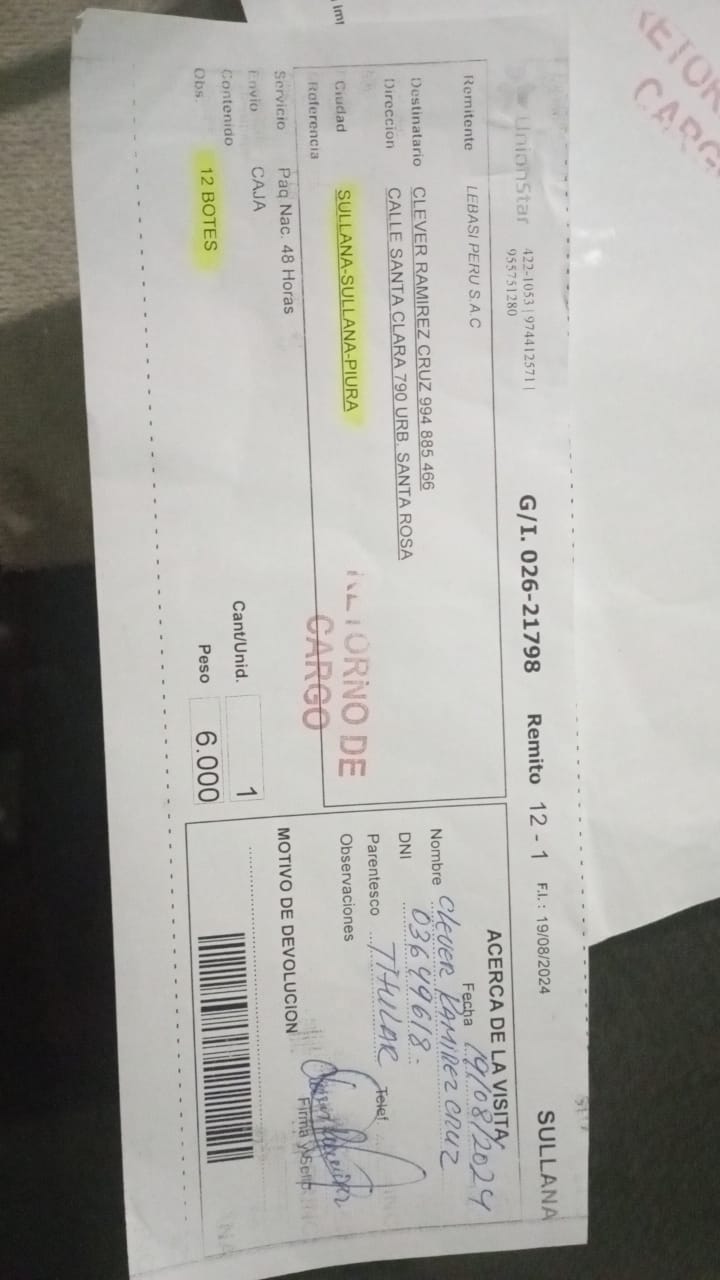 UnionStar 422-1053 | 974412571 |
955751280
G/I. 026-21798 Remito 12 - 1 F.I.: 19/08/2024 SULLANA
Remitente LEBASI PERU S.A.C
Destinatario CLEVER RAMIREZ CRUZ 994 885 466
Direccion CALLE SANTA CLARA 790 URB. SANTA ROSA
Ciudad SULLANA-SULLANA-PIURA
Referencia
RETORNO DE
CARGO
Servicio Paq Nac. 48 Horas
Envio CAJA
Contenido
Obs. 12 BOTES
Cant/Unid. 1
Peso 6.000
ACERCA DE LA VISITA
Fecha 19/08/2024
Nombre Clever Ramirez Cruz
DNI 03649618
Parentesco TITULAR Telef
Observaciones
Firma y Sello
MOTIVO DE DEVOLUCION
RETOR
CARG